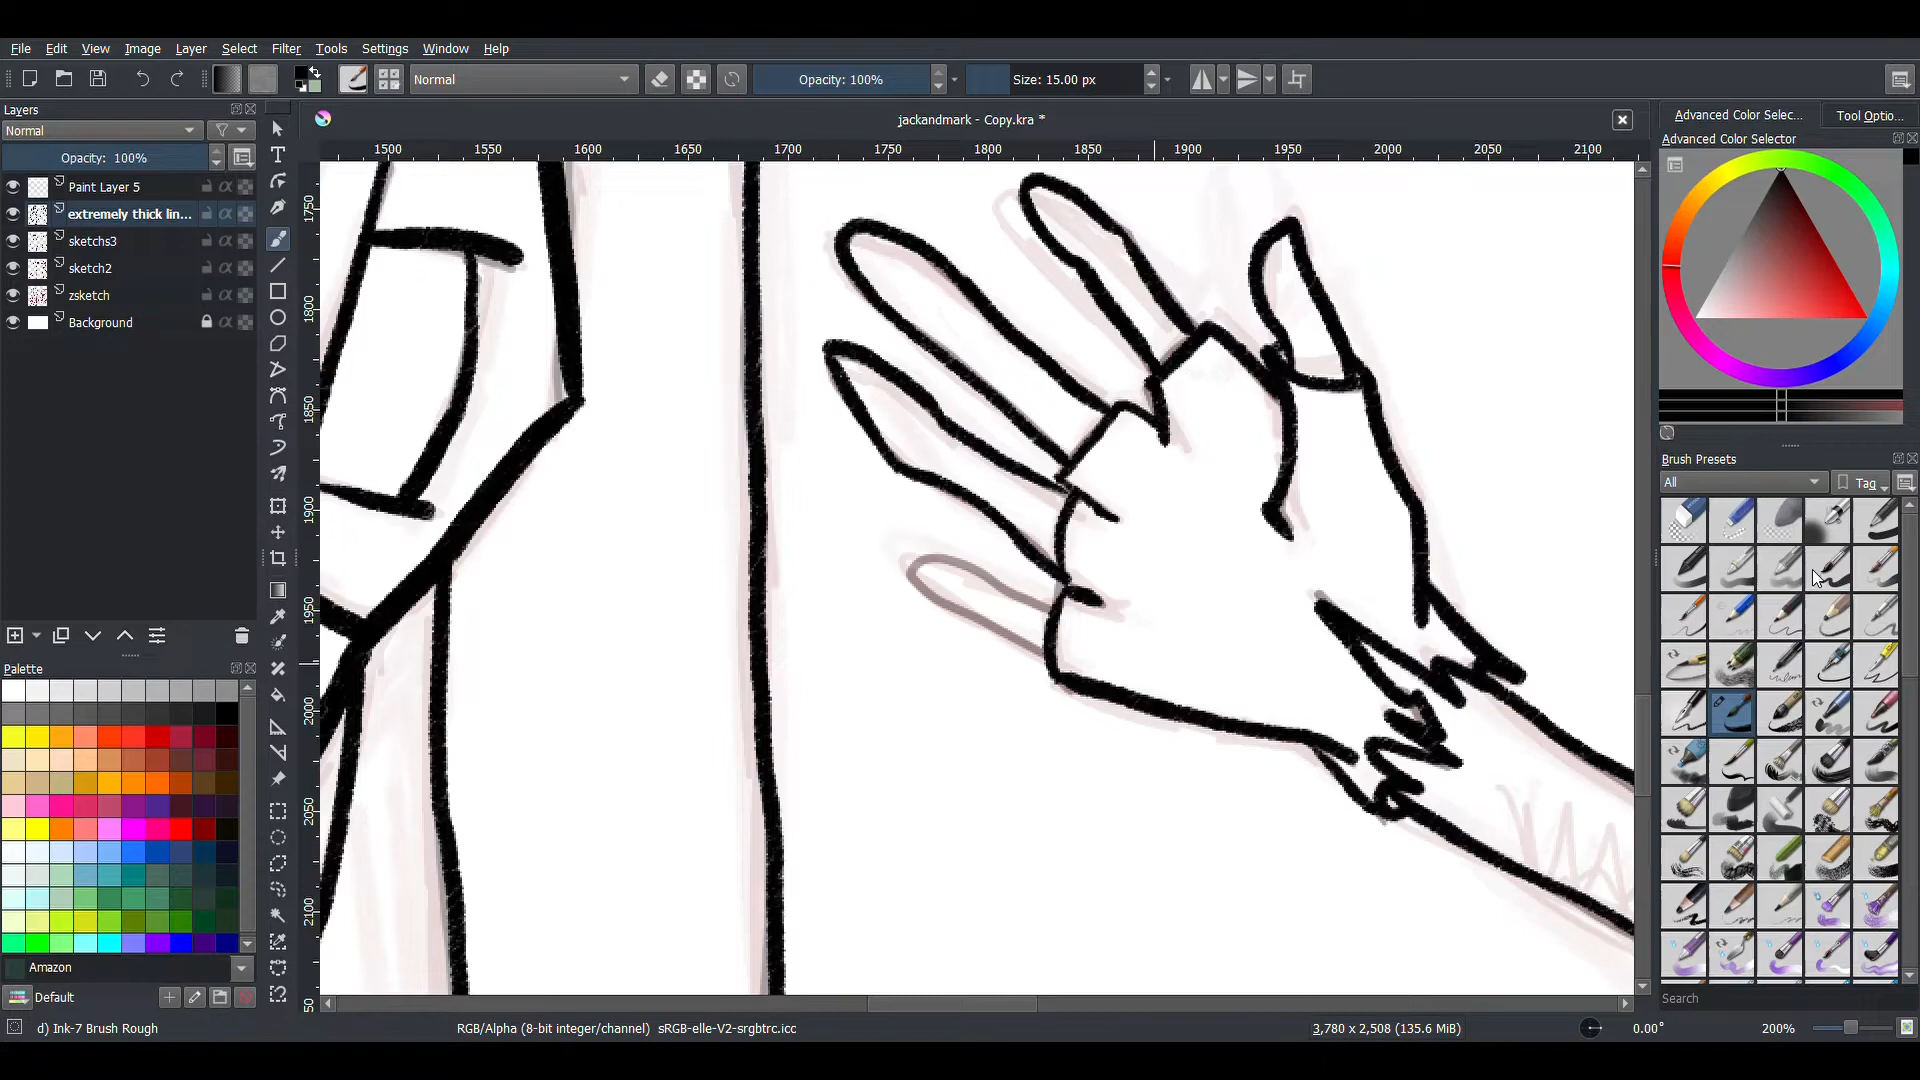 File Edit View Image Layer Select Filter Tools Settings Window Help
Normal Opacity: 100% Size: 15.00 px
Layers
Normal
Opacity: 100%
Paint Layer 5
extremely thick lin...
sketchs3
sketch2
zsketch
Background
Palette
Amazon
Default
jackandmark - Copy.kra *
1500 1550 1600 1650 1700 1750 1800 1850 1900 1950 2000 2050 2100
1750
1800
1850
1900
1950
2000
2050
2100
50
Advanced Color Selec... Tool Optio...
Advanced Color Selector
Brush Presets
All Tag
Search
d) Ink-7 Brush Rough RGB/Alpha (8-bit integer/channel) sRGB-elle-V2-srgbtrc.icc 3,780 x 2,508 (135.6 MiB) 0.00° 200%